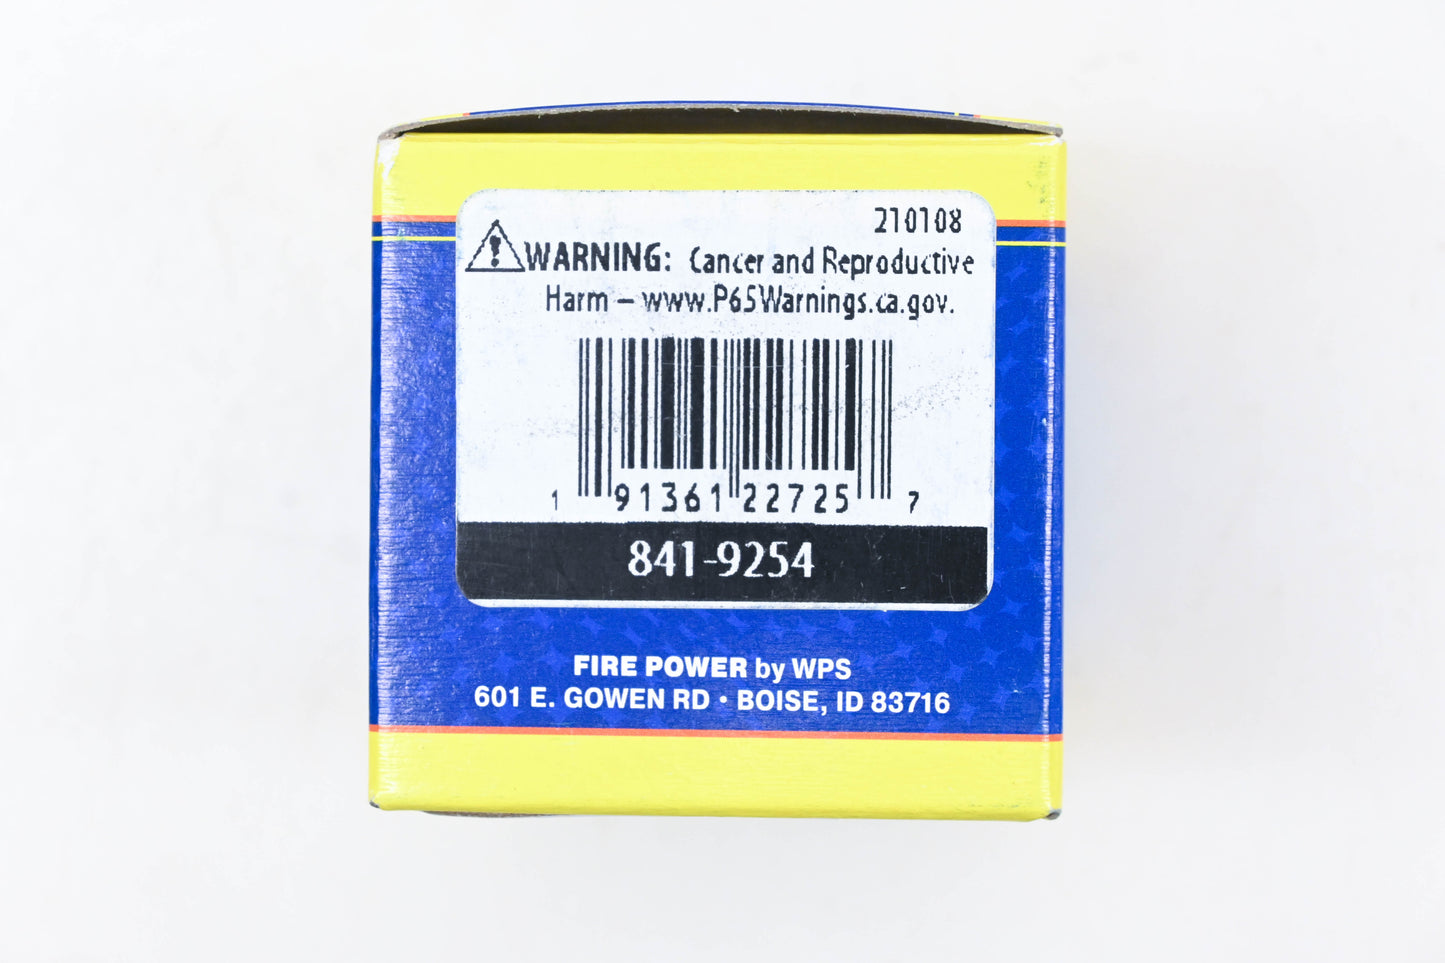 210108
WARNING: Cancer and Reproductive
Harm – www.P65Warnings.ca.gov.
1 91361 22725 7
841-9254
FIRE POWER by WPS
601 E. GOWEN RD • BOISE, ID 83716